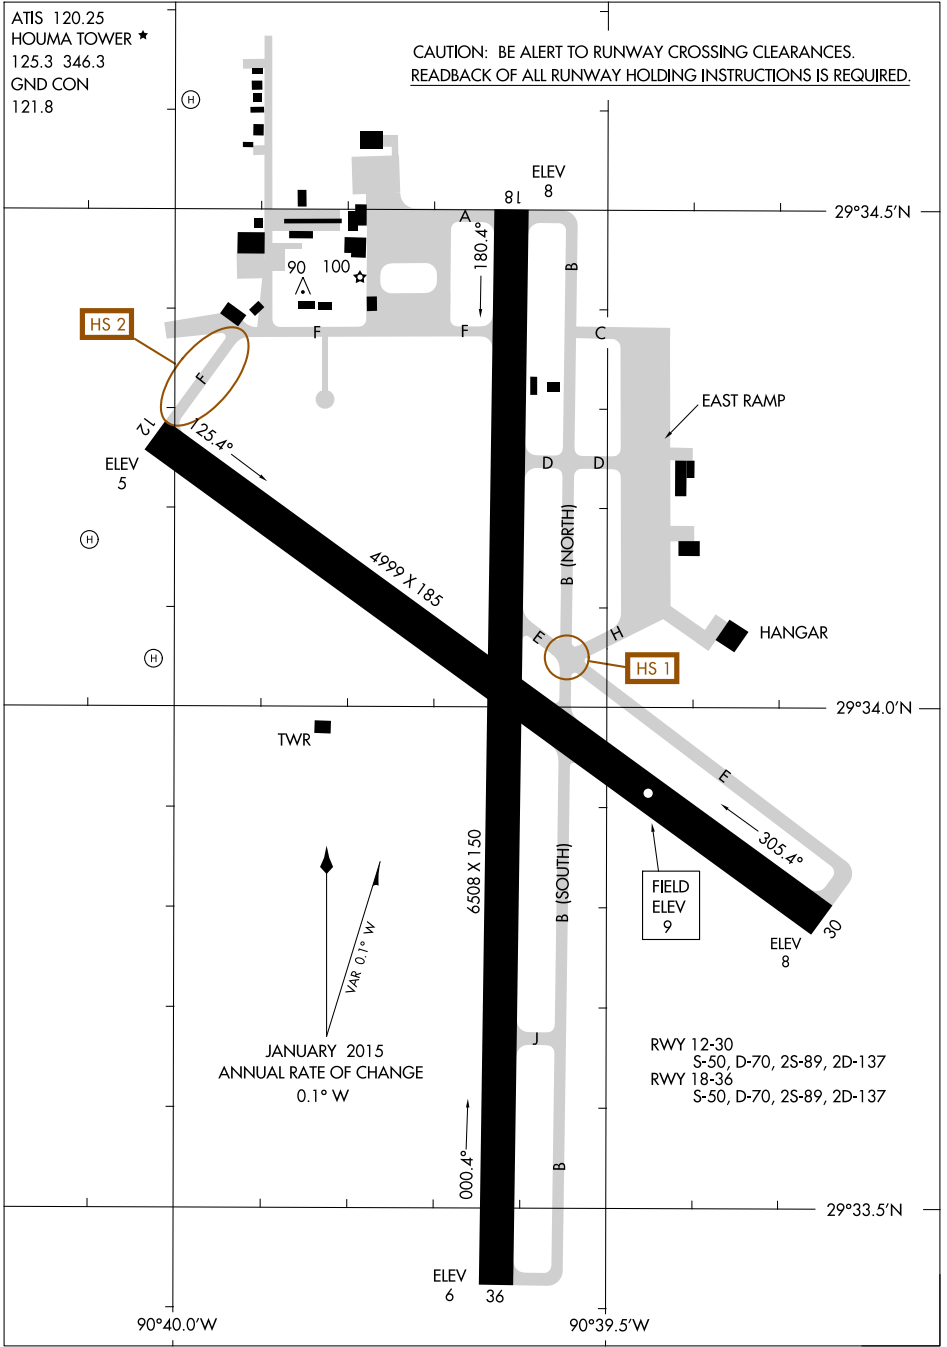 ATIS 120.25
HOUMA TOWER ★
125.3 346.3
GND CON
121.8
CAUTION: BE ALERT TO RUNWAY CROSSING CLEARANCES.
READBACK OF ALL RUNWAY HOLDING INSTRUCTIONS IS REQUIRED.
H
ELEV
8
18
A
29°34.5'N
180.4°
B
90
100
HS 2
F
F
C
F
EAST RAMP
12
125.4°
ELEV
5
D
D
H
4999 X 185
B (NORTH)
E
H
HANGAR
H
HS 1
29°34.0'N
TWR
E
305.4°
6508 X 150
B (SOUTH)
FIELD
ELEV
9
30
ELEV
8
VAR 0.1° W
JANUARY 2015
ANNUAL RATE OF CHANGE
0.1° W
J
RWY 12-30
S-50, D-70, 2S-89, 2D-137
RWY 18-36
S-50, D-70, 2S-89, 2D-137
000.4°
B
29°33.5'N
ELEV
6
36
90°40.0'W
90°39.5'W